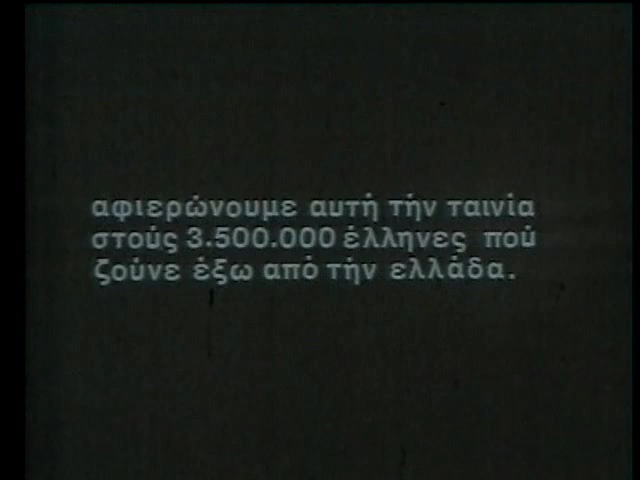 αφιερώνουμε αυτή τήν ταινία
στούς 3.500.000 έλληνες πού
ζούνε έξω από τήν ελλάδα.